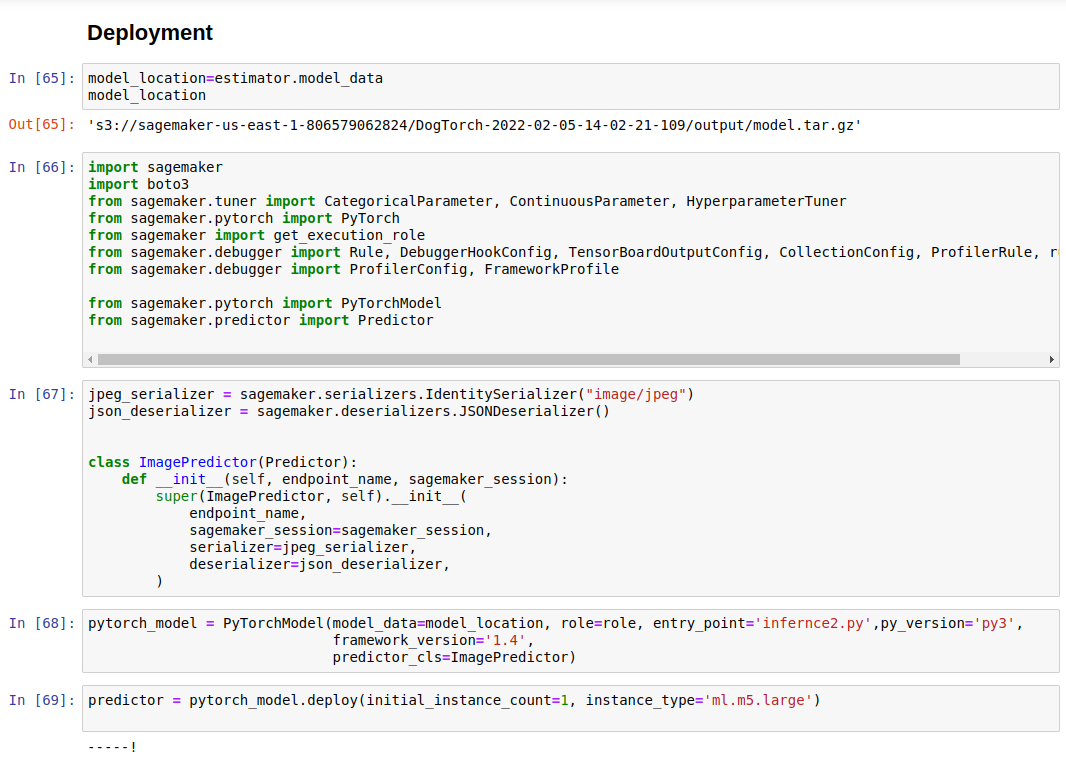 Deployment
In [65]: model_location=estimator.model_data
model_location
Out[65]: 's3://sagemaker-us-east-1-806579062824/DogTorch-2022-02-05-14-02-21-109/output/model.tar.gz'
In [66]: import sagemaker
import boto3
from sagemaker.tuner import CategoricalParameter, ContinuousParameter, HyperparameterTuner
from sagemaker.pytorch import PyTorch
from sagemaker import get_execution_role
from sagemaker.debugger import Rule, DebuggerHookConfig, TensorBoardOutputConfig, CollectionConfig, ProfilerRule,
from sagemaker.debugger import ProfilerConfig, FrameworkProfile
from sagemaker.pytorch import PyTorchModel
from sagemaker.predictor import Predictor
In [67]: jpeg_serializer = sagemaker.serializers.IdentitySerializer("image/jpeg")
json_deserializer = sagemaker.deserializers.JSONDeserializer()
class ImagePredictor(Predictor):
    def __init__(self, endpoint_name, sagemaker_session):
        super(ImagePredictor, self).__init__(
            endpoint_name,
            sagemaker_session=sagemaker_session,
            serializer=jpeg_serializer,
            deserializer=json_deserializer,
        )
In [68]: pytorch_model = PyTorchModel(model_data=model_location, role=role, entry_point='infernce2.py',py_version='py3',
                             framework_version='1.4',
                             predictor_cls=ImagePredictor)
In [69]: predictor = pytorch_model.deploy(initial_instance_count=1, instance_type='ml.m5.large')
-----!